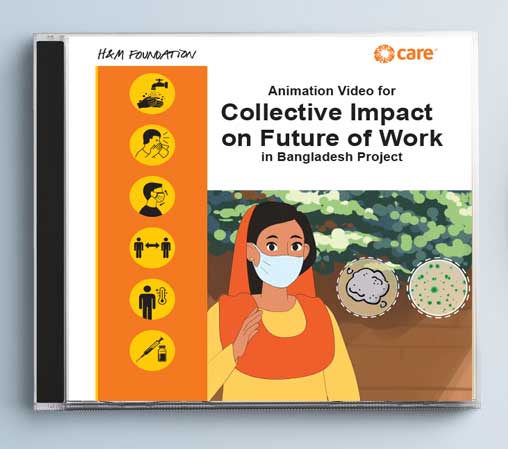 H&M FOUNDATION
care®
Animation Video for
Collective Impact
on Future of Work
in Bangladesh Project